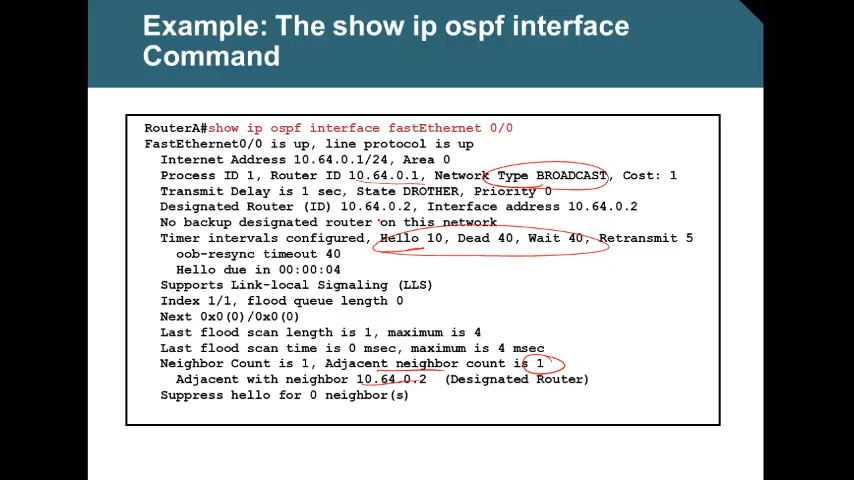 Example: The show ip ospf interface
Command
RouterA#show ip ospf interface fastEthernet 0/0
FastEthernet0/0 is up, line protocol is up
Internet Address 10.64.0.1/24, Area 0
Process ID 1, Router ID 10.64.0.1, Network Type BROADCAST, Cost: 1
Transmit Delay is 1 sec, State DROTHER, Priority 0
Designated Router (ID) 10.64.0.2, Interface address 10.64.0.2
No backup designated router on this network
Timer intervals configured, Hello 10, Dead 40, Wait 40, Retransmit 5
oob-resync timeout 40
Hello due in 00:00:04
Supports Link-local Signaling (LLS)
Index 1/1, flood queue length 0
Next 0x0(0)/0x0(0)
Last flood scan length is 1, maximum is 4
Last flood scan time is 0 msec, maximum is 4 msec
Neighbor Count is 1, Adjacent neighbor count is 1
Adjacent with neighbor 10.64.0.2 (Designated Router)
Suppress hello for 0 neighbor(s)